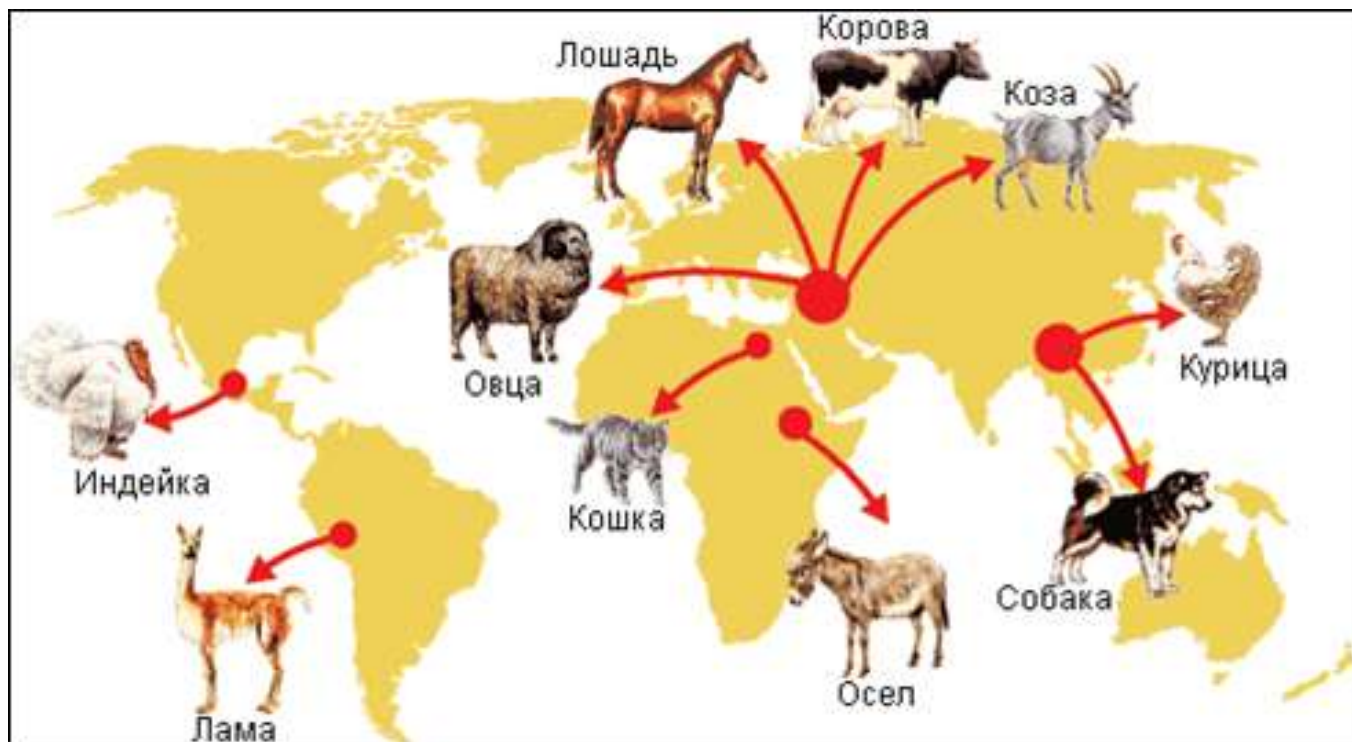 Корова
Лошадь
Коза
Овца
Курица
Индейка
Кошка
Собака
Осел
Лама